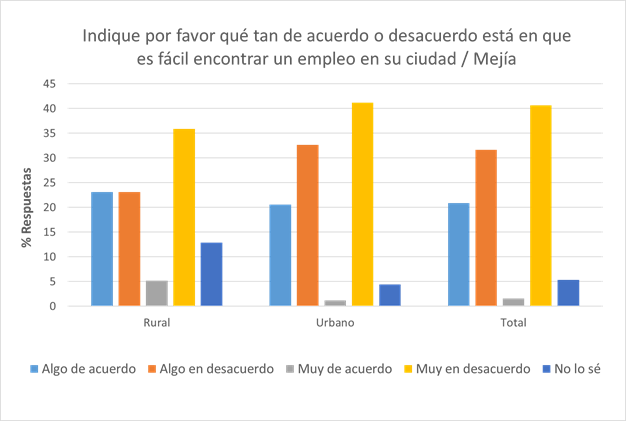 Indique por favor qué tan de acuerdo o desacuerdo está en que
es fácil encontrar un empleo en su ciudad / Mejía
% Respuestas
45
40
35
30
25
20
15
10
5
0
Rural Urbano Total
Algo de acuerdo Algo en desacuerdo Muy de acuerdo Muy en desacuerdo No lo sé